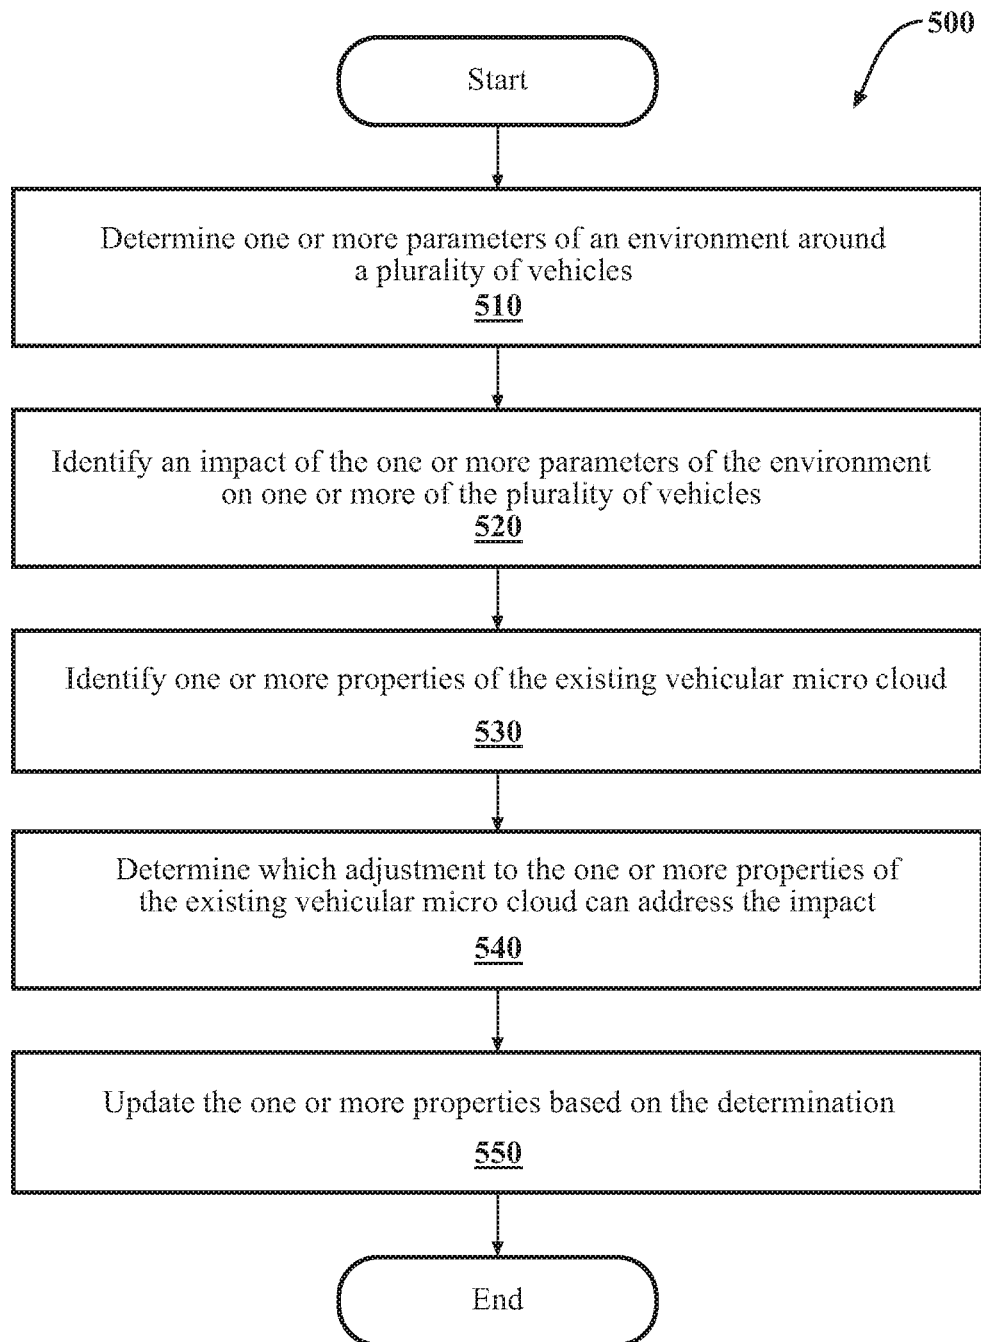 500
Start
Determine one or more parameters of an environment around
a plurality of vehicles
510
Identify an impact of the one or more parameters of the environment
on one or more of the plurality of vehicles
520
Identify one or more properties of the existing vehicular micro cloud
530
Determine which adjustment to the one or more properties of
the existing vehicular micro cloud can address the impact
540
Update the one or more properties based on the determination
550
End